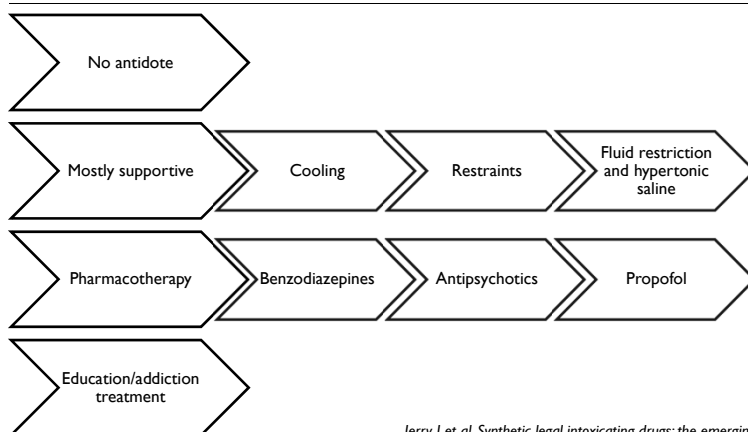 No antidote
Mostly supportive
Cooling
Restraints
Fluid restriction
and hypertonic
saline
Pharmacotherapy
Benzodiazepines
Antipsychotics
Propofol
Education/addiction
treatment
Jerry J et al. Synthetic legal intoxicating drugs: the emerging